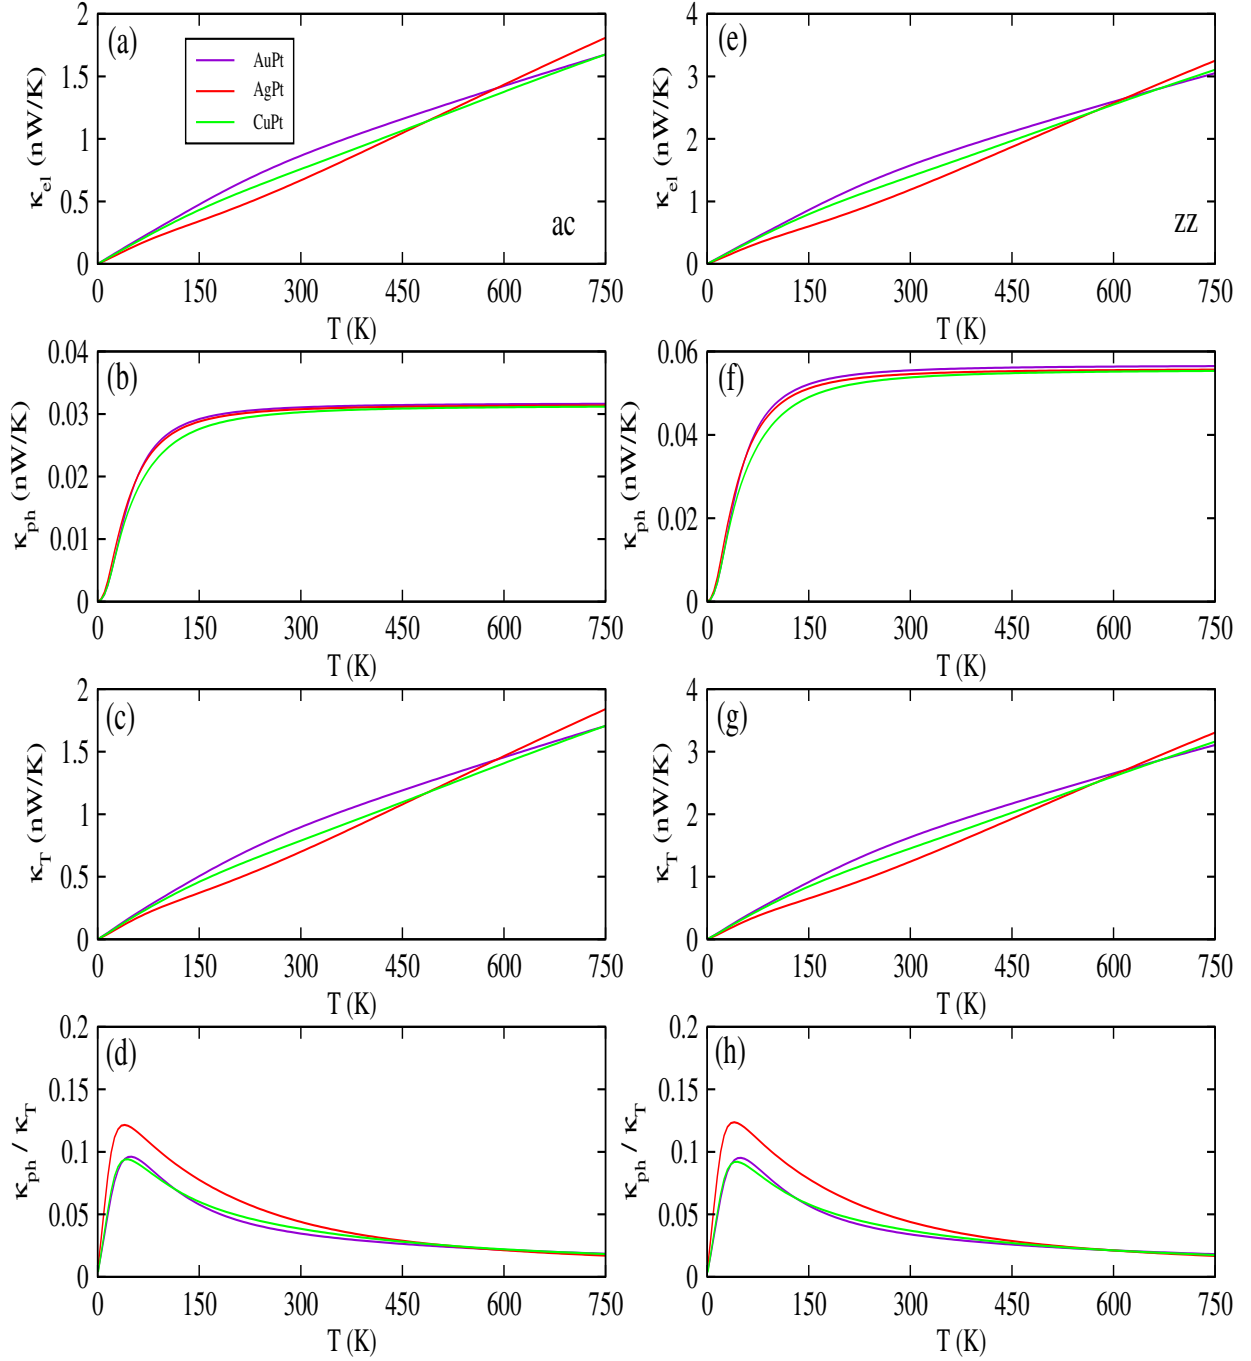 (a)
AuPt
AgPt
CuPt
ac
κel (nW/K)
2
1.5
1
0.5
0
0 150 300 450 600 750
T (K)
(e)
zz
κel (nW/K)
4
3
2
1
0
0 150 300 450 600 750
T (K)
(b)
κph (nW/K)
0.04
0.03
0.02
0.01
0
0 150 300 450 600 750
T (K)
(f)
κph (nW/K)
0.06
0.04
0.02
0
0 150 300 450 600 750
T (K)
(c)
κT (nW/K)
2
1.5
1
0.5
0
0 150 300 450 600 750
T (K)
(g)
κT (nW/K)
4
3
2
1
0
0 150 300 450 600 750
T (K)
(d)
κph / κT
0.2
0.15
0.1
0.05
0
0 150 300 450 600 750
T (K)
(h)
κph / κT
0.2
0.15
0.1
0.05
0
0 150 300 450 600 750
T (K)